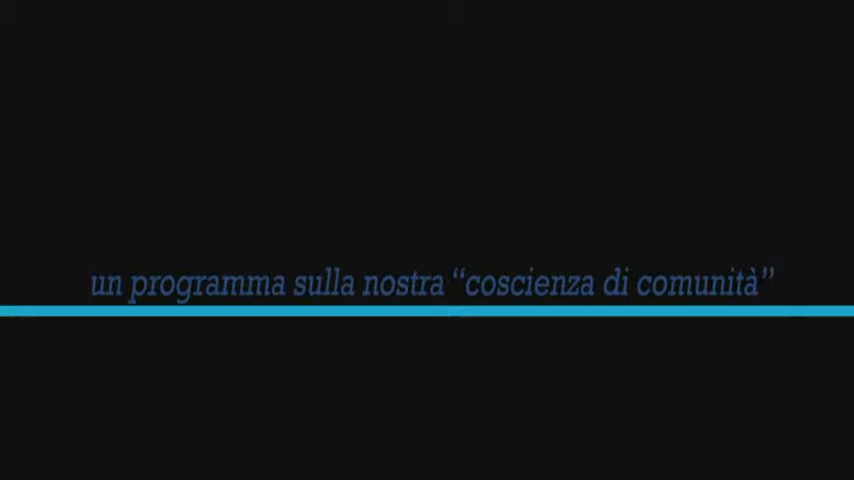 un programma sulla nostra “coscienza di comunità”